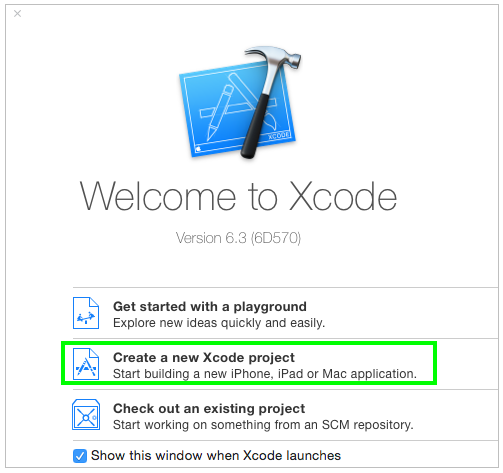 XCODE
Welcome to Xcode
Version 6.3 (6D570)
Get started with a playground
Explore new ideas quickly and easily.
Create a new Xcode project
Start building a new iPhone, iPad or Mac application.
Check out an existing project
Start working on something from an SCM repository.
Show this window when Xcode launches